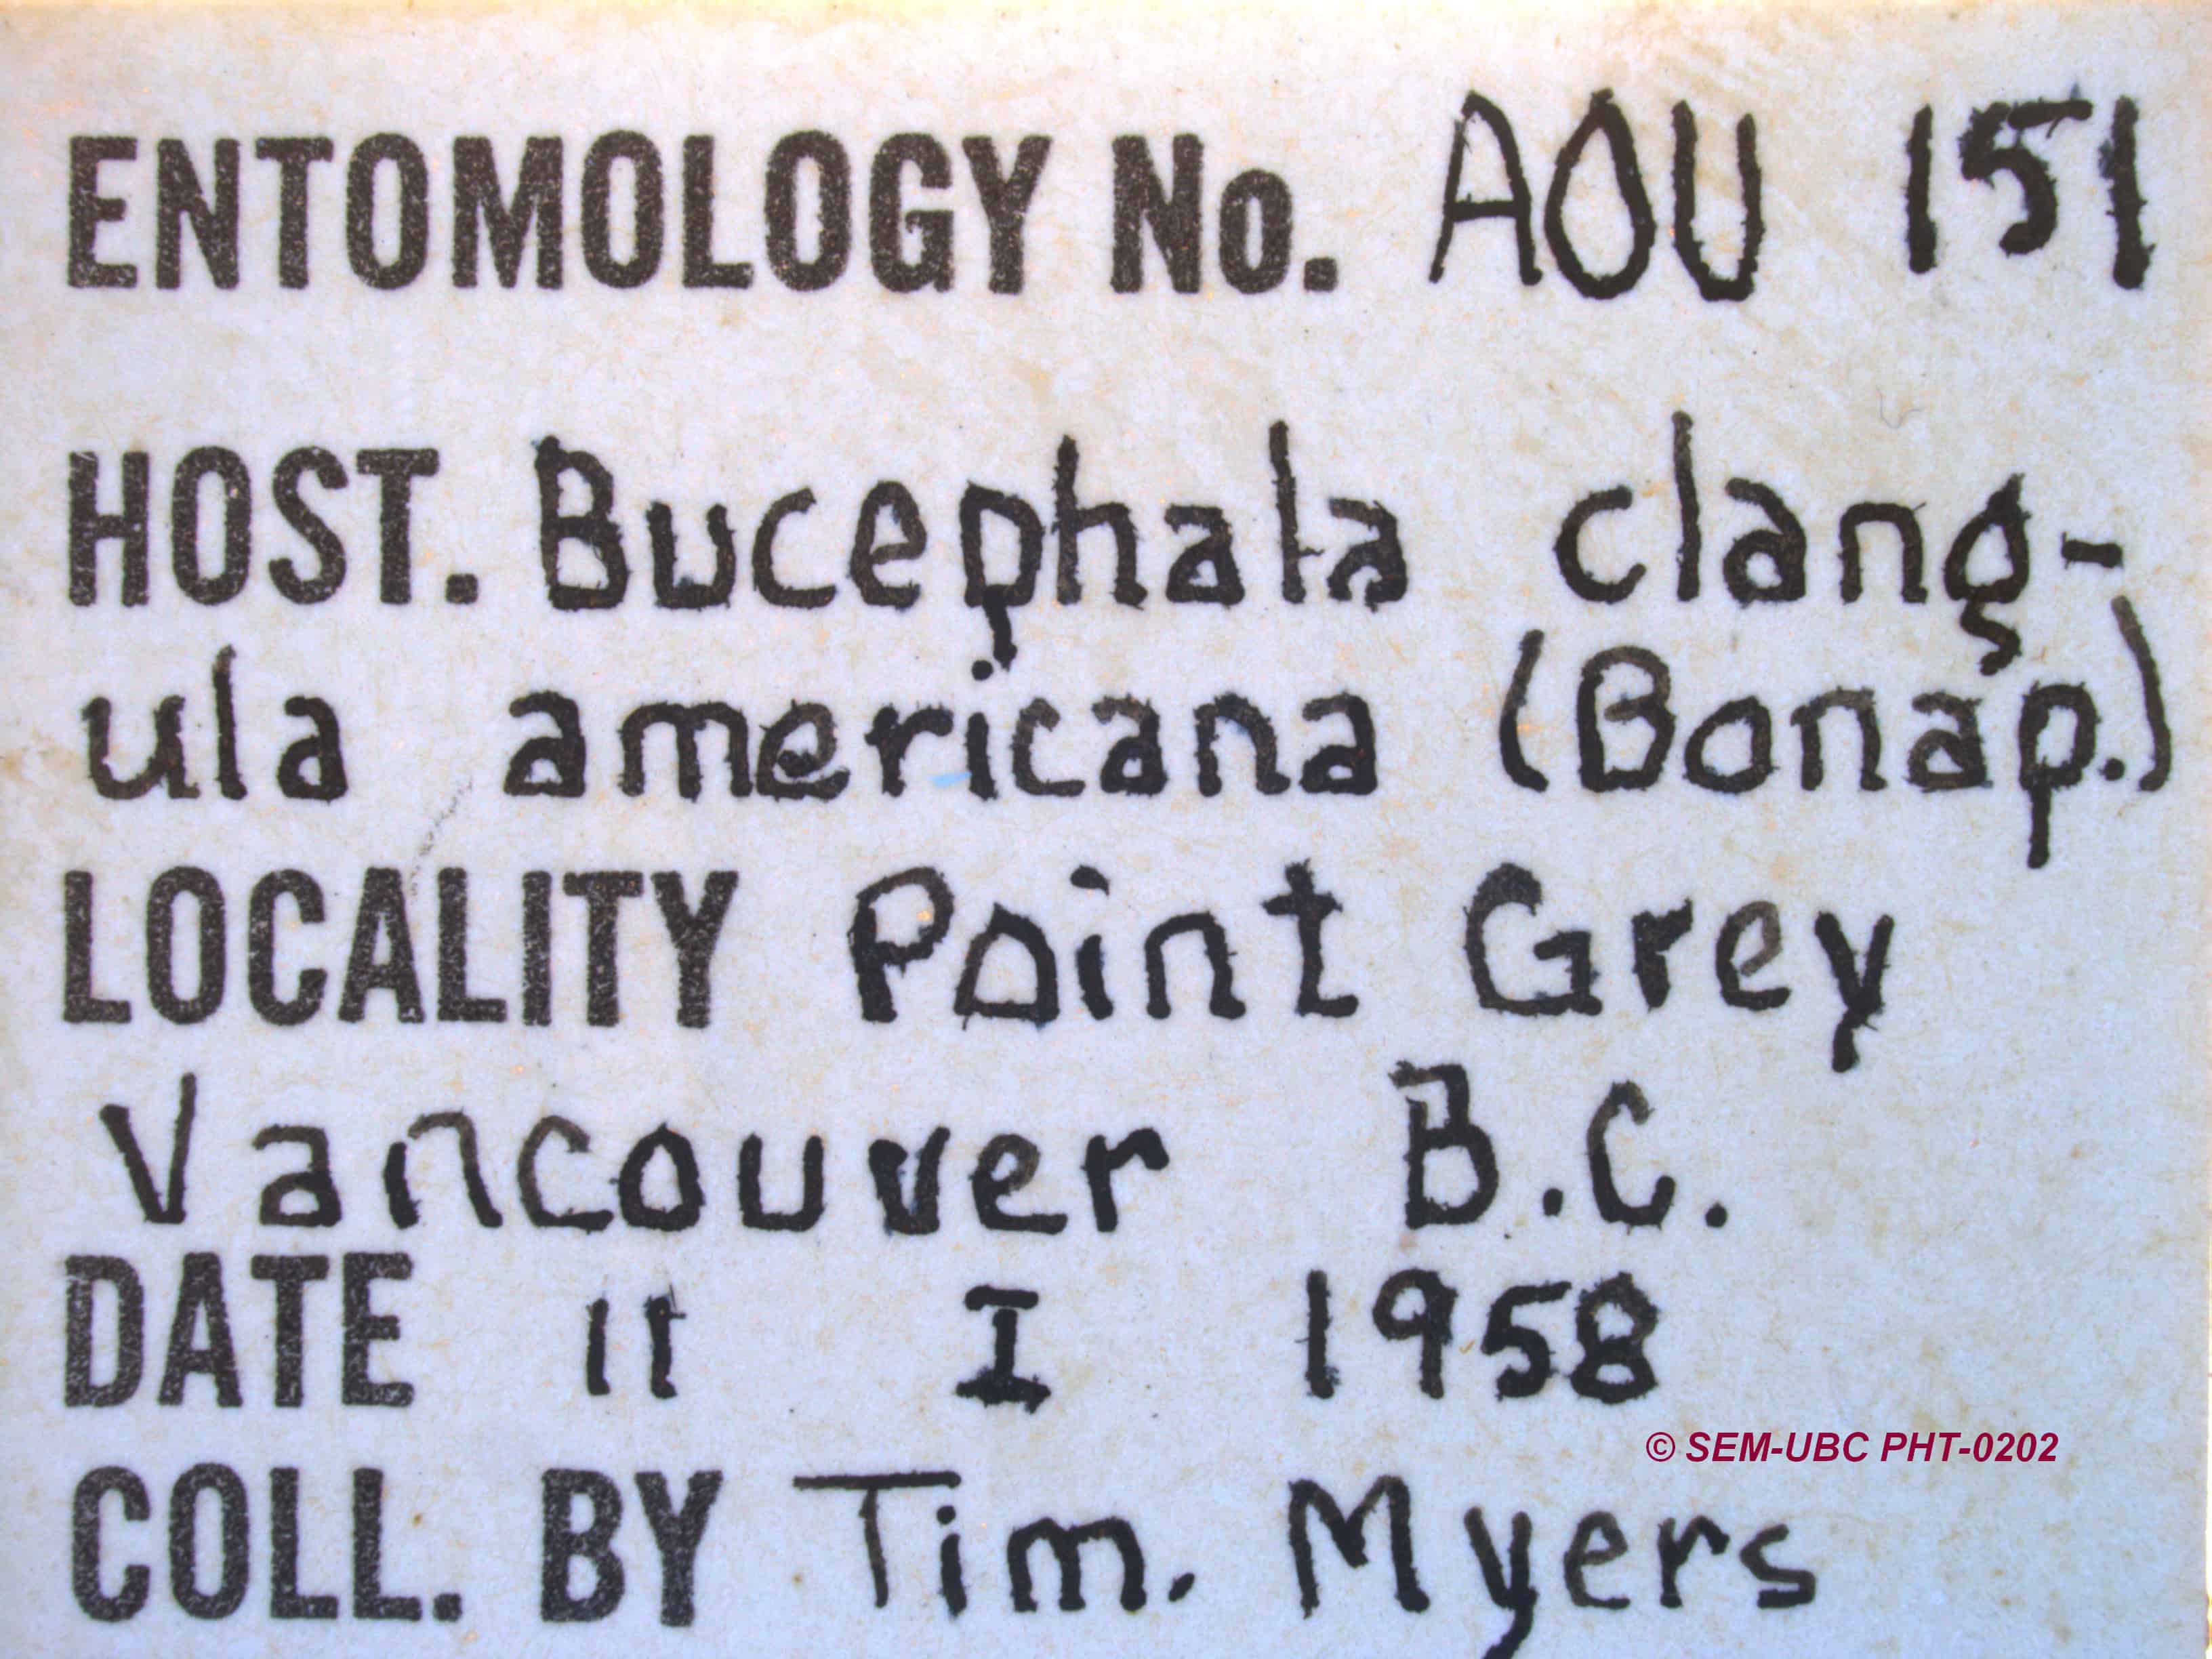 ENTOMOLOGY No. AOU 151
HOST. Bucephala clang-
ula americana (Bonap.)
LOCALITY Point Grey
Vancouver B.C.
DATE 11 I 1958
© SEM-UBC PHT-0202
COLL. BY Tim. Myers